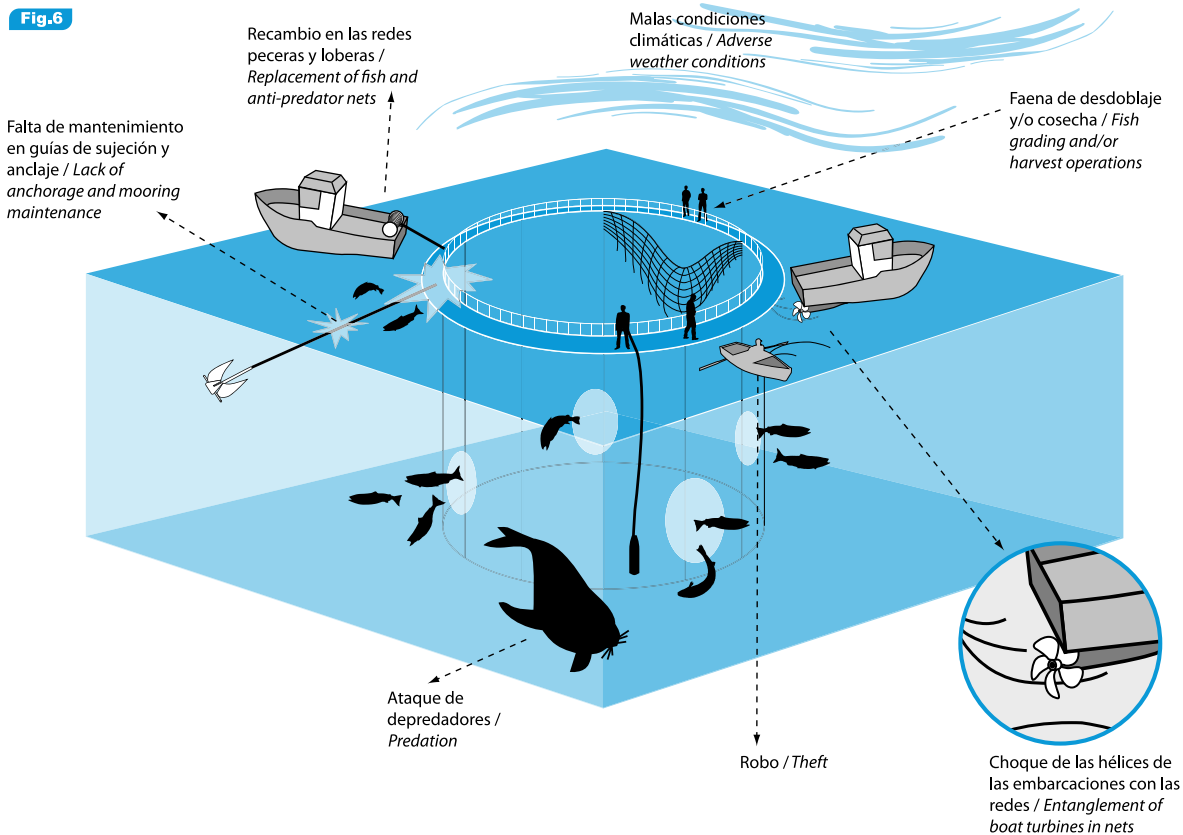 Fig.6
Recambio en las redes
peceras y loberas /
Replacement of fish and
anti-predator nets
Malas condiciones
climáticas / Adverse
weather conditions
Faena de desdoblaje
y/o cosecha / Fish
grading and/or
harvest operations
Falta de mantenimiento
en guías de sujeción y
anclaje / Lack of
anchorage and mooring
maintenance
Ataque de
depredadores /
Predation
Robo / Theft
Choque de las hélices de
las embarcaciones con las
redes / Entanglement of
boat turbines in nets